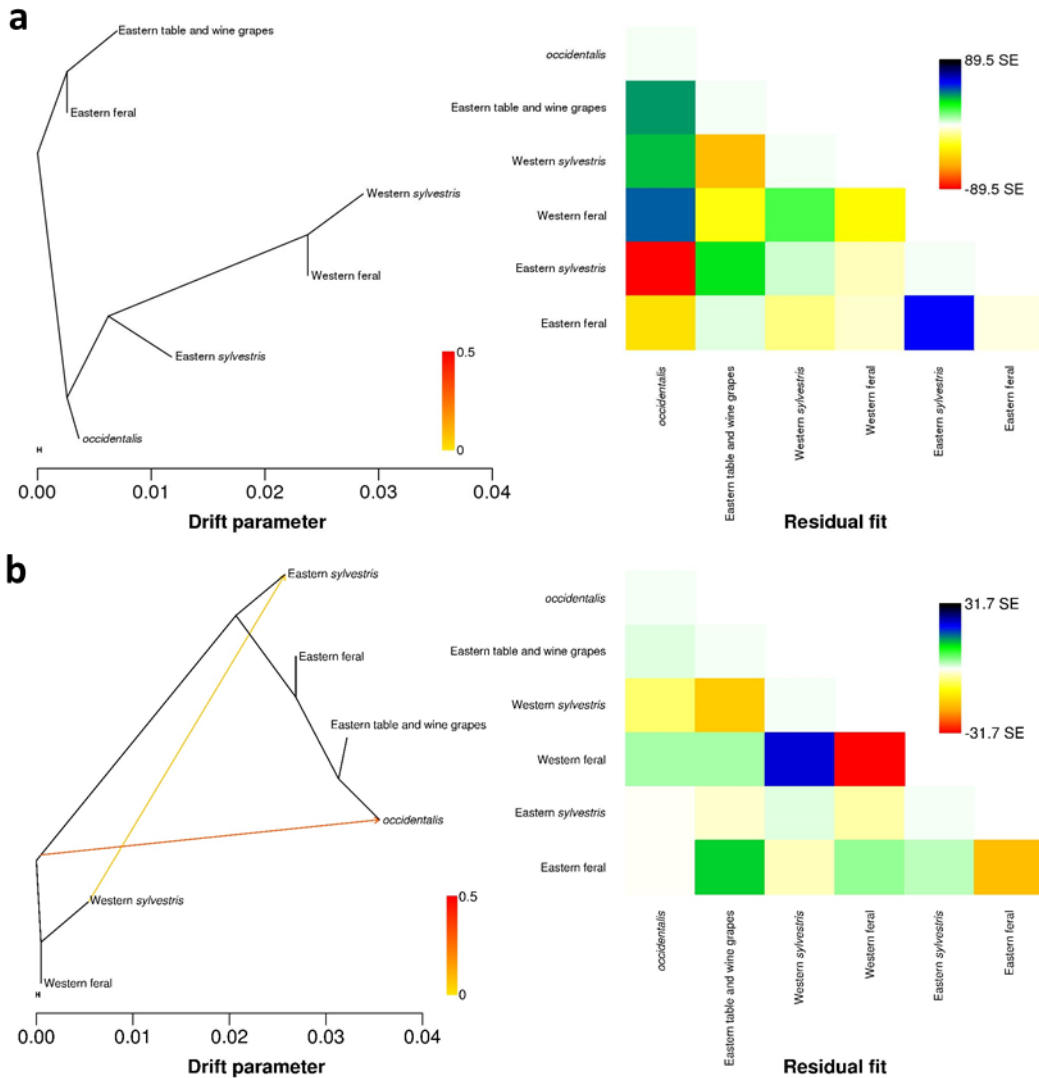 a
Eastern table and wine grapes
Eastern feral
Western sylvestris
Western feral
Eastern sylvestris
occidentalis
0.5
0
0.00 0.01 0.02 0.03 0.04
Drift parameter
occidentalis
Eastern table and wine grapes
Western sylvestris
Western feral
Eastern sylvestris
Eastern feral
89.5 SE
-89.5 SE
occidentalis
Eastern table and wine grapes
Western sylvestris
Western feral
Eastern sylvestris
Eastern feral
Residual fit
b
Eastern sylvestris
Eastern feral
Eastern table and wine grapes
occidentalis
Western sylvestris
Western feral
0.5
0
0.00 0.01 0.02 0.03 0.04
Drift parameter
occidentalis
Eastern table and wine grapes
Western sylvestris
Western feral
Eastern sylvestris
Eastern feral
31.7 SE
-31.7 SE
occidentalis
Eastern table and wine grapes
Western sylvestris
Western feral
Eastern sylvestris
Eastern feral
Residual fit